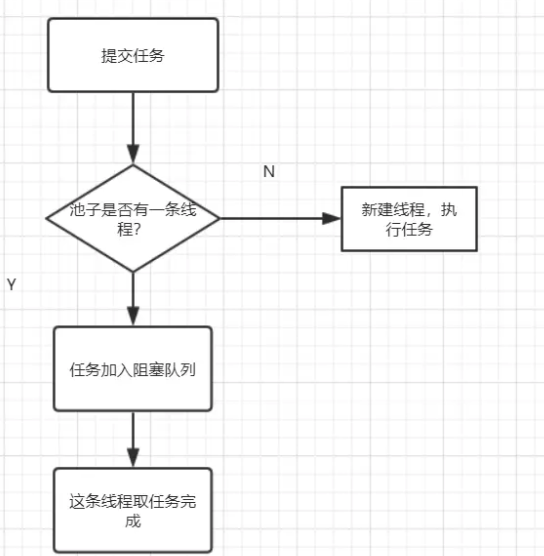 提交任务
N
池子是否有一条线
程?
新建线程，执
行任务
Y
任务加入阻塞队列
这条线程取任务完
成